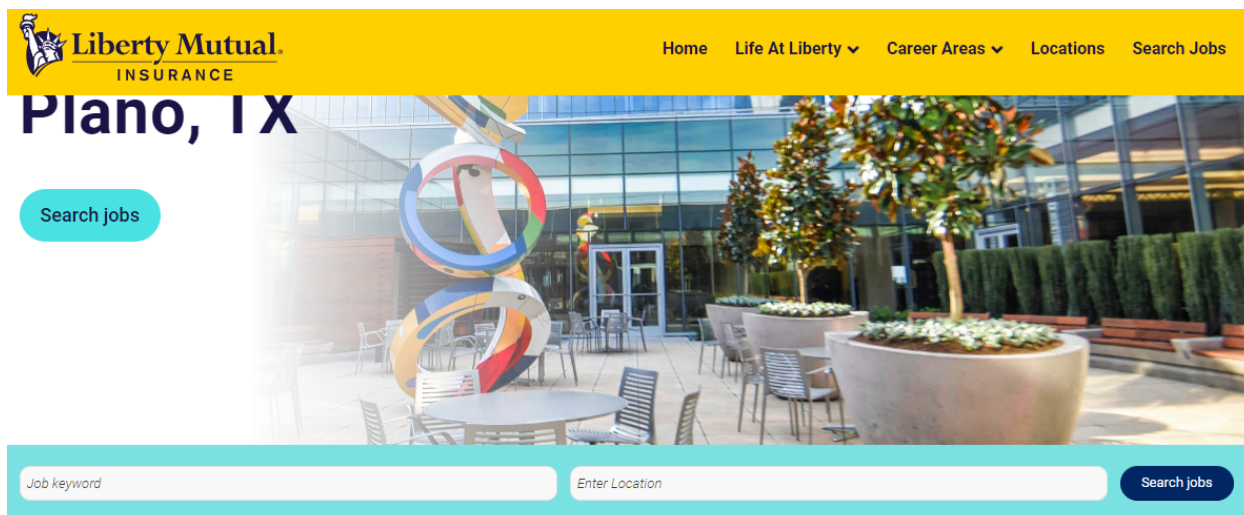 Liberty Mutual.
INSURANCE
Home Life At Liberty Career Areas Locations Search Jobs
Plano, TX
Search jobs
Job keyword Enter Location Search jobs